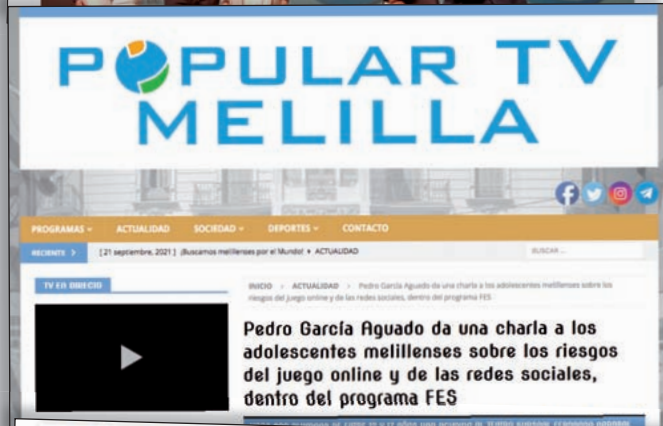 POPULAR TV
MELILLA
PROGRAMAS ACTUALIDAD SOCIEDAD DEPORTES CONTACTO
RECIENTE [ 21 septiembre, 2021 ] ¡Buscamos melillenses por el Mundo! ACTUALIDAD BUSCAR ...
TV EN DIRECTO
INICIO > ACTUALIDAD > Pedro García Aguado da una charla a los adolescentes melillenses sobre los
riesgos del juego online y de las redes sociales, dentro del programa FES
Pedro García Aguado da una charla a los
adolescentes melillenses sobre los riesgos
del juego online y de las redes sociales,
dentro del programa FES